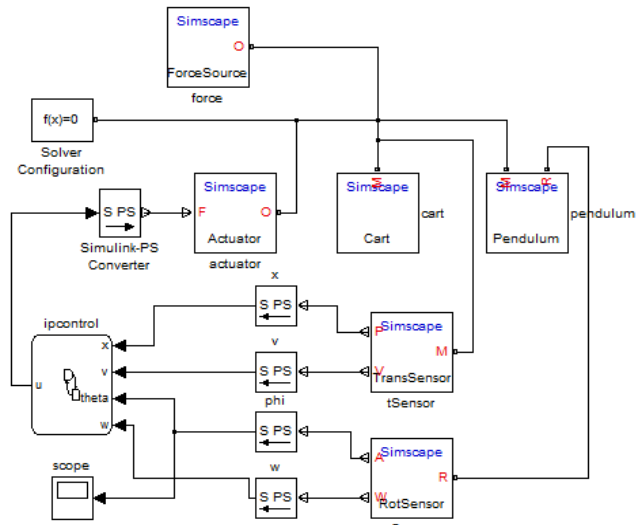 Simscape
O
ForceSource
force
f(x)=0
Solver
Configuration
S PS
Simulink-PS
Converter
Simscape
F
O
Actuator
actuator
M
Simscape
Cart
cart
M
R
Simscape
Pendulum
pendulum
x
S PS
v
S PS
phi
S PS
w
S PS
ipcontrol
x
v
theta
w
u
scope
Simscape
P
M
V
TransSensor
tSensor
Simscape
A
R
W
RotSensor